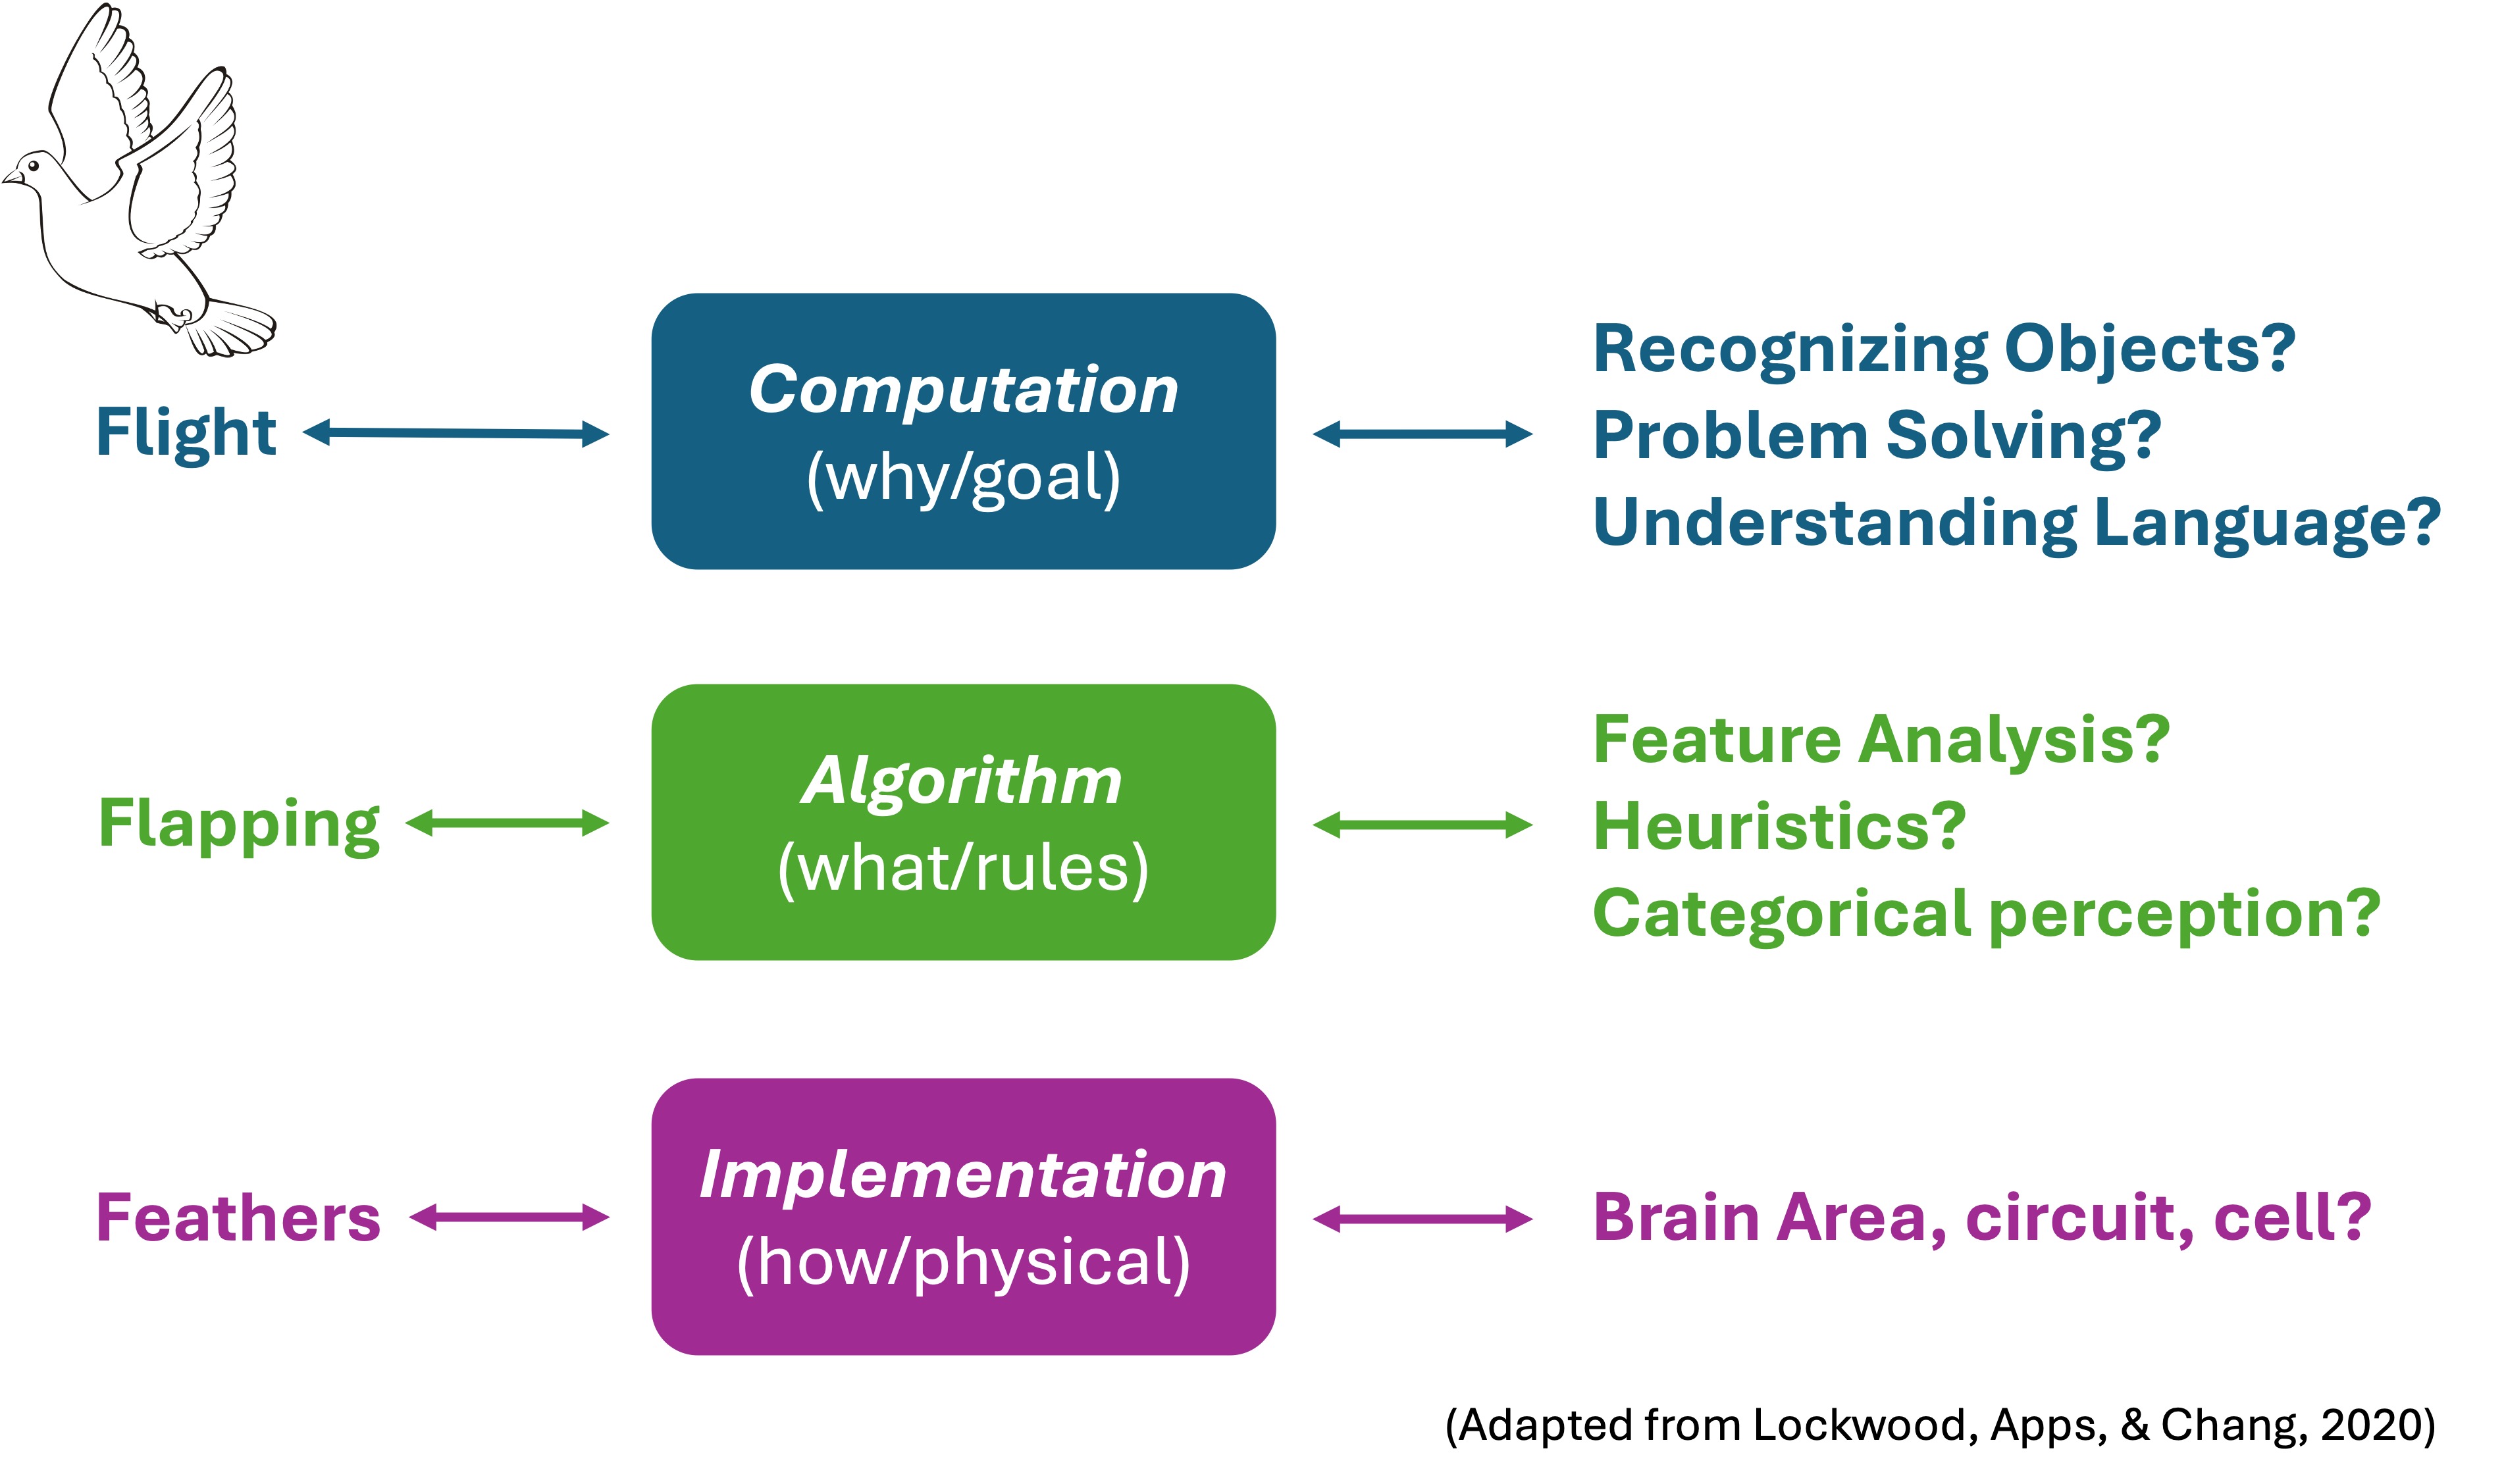 Flight
Computation
(why/goal)
Recognizing Objects?
Problem Solving?
Understanding Language?
Flapping
Algorithm
(what/rules)
Feature Analysis?
Heuristics?
Categorical perception?
Feathers
Implementation
(how/physical)
Brain Area, circuit, cell?
(Adapted from Lockwood, Apps, & Chang, 2020)